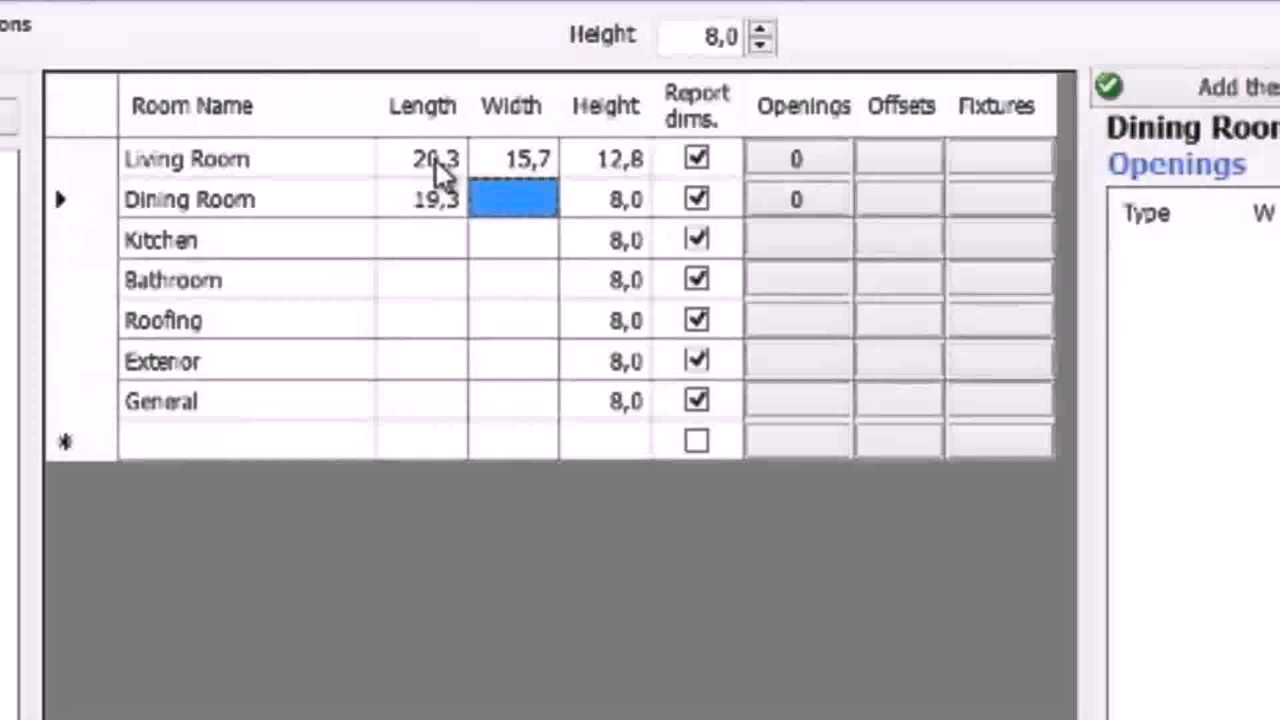 ons
Height 8,0
Room Name Length Width Height Report dims. Openings Offsets Fixtures
Living Room 20,3 15,7 12,8 0
Dining Room 19,3 8,0 0
Kitchen 8,0
Bathroom 8,0
Roofing 8,0
Exterior 8,0
General 8,0
Add the
Dining Roo
Openings
Type W